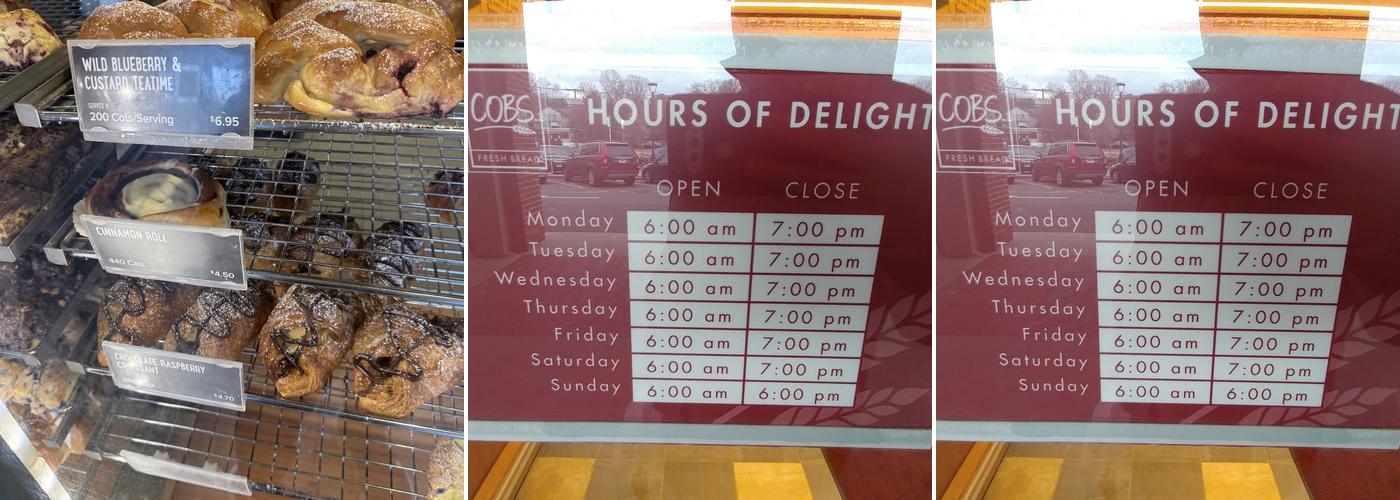 WILD BLUEBERRY &
CUSTARD TEATIME
200 Cals/Serving
$6.95
CINNAMON ROLL
440 Cals
$4.50
CHOCOLATE RASPBERRY
CROISSANT
$4.70
COBS
FRESH BREAD
HOURS OF DELIGHT
OPEN CLOSE
Monday 6:00 am 7:00 pm
Tuesday 6:00 am 7:00 pm
Wednesday 6:00 am 7:00 pm
Thursday 6:00 am 7:00 pm
Friday 6:00 am 7:00 pm
Saturday 6:00 am 7:00 pm
Sunday 6:00 am 6:00 pm
COBS
FRESH BREAD
HOURS OF DELIGHT
OPEN CLOSE
Monday 6:00 am 7:00 pm
Tuesday 6:00 am 7:00 pm
Wednesday 6:00 am 7:00 pm
Thursday 6:00 am 7:00 pm
Friday 6:00 am 7:00 pm
Saturday 6:00 am 7:00 pm
Sunday 6:00 am 6:00 pm